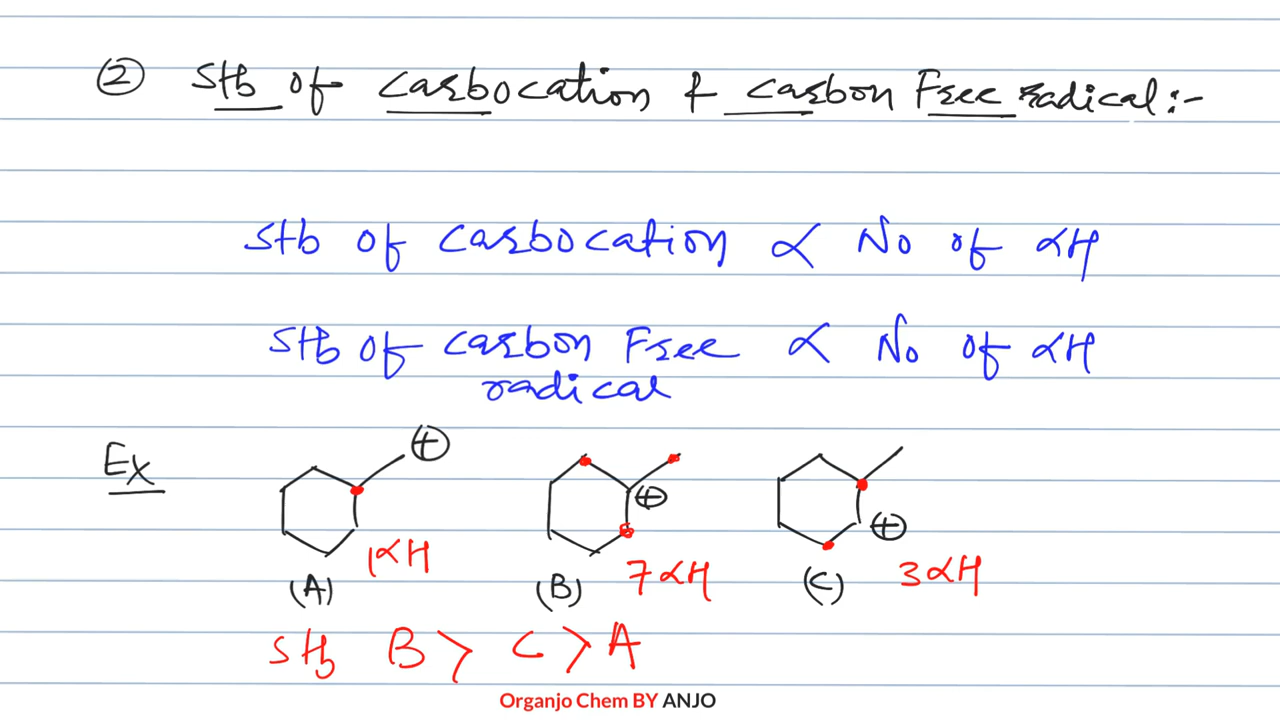 ② Stb of carbocation & carbon Free radical:-
Stb of carbocation ∝ No of αH
Stb of carbon Free radical ∝ No of αH
Ex
⊕ ⊕ ⊕
1αH 7αH 3αH
(A) (B) (C)
Stb B > C > A
Organjo Chem BY ANJO